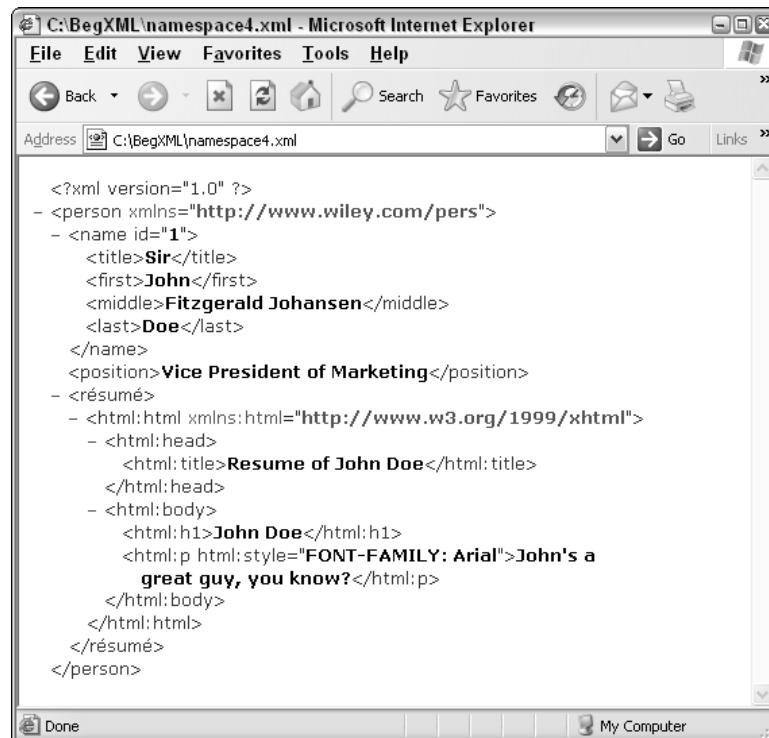 C:\BegXML\namespace4.xml - Microsoft Internet Explorer
File Edit View Favorites Tools Help
Back Search Favorites »
Address C:\BegXML\namespace4.xml Go Links »
<?xml version="1.0" ?>
– <person xmlns="http://www.wiley.com/pers">
– <name id="1">
<title>Sir</title>
<first>John</first>
<middle>Fitzgerald Johansen</middle>
<last>Doe</last>
</name>
<position>Vice President of Marketing</position>
– <résumé>
– <html:html xmlns:html="http://www.w3.org/1999/xhtml">
– <html:head>
<html:title>Resume of John Doe</html:title>
</html:head>
– <html:body>
<html:h1>John Doe</html:h1>
<html:p html:style="FONT-FAMILY: Arial">John's a
great guy, you know?</html:p>
</html:body>
</html:html>
</résumé>
</person>
Done My Computer